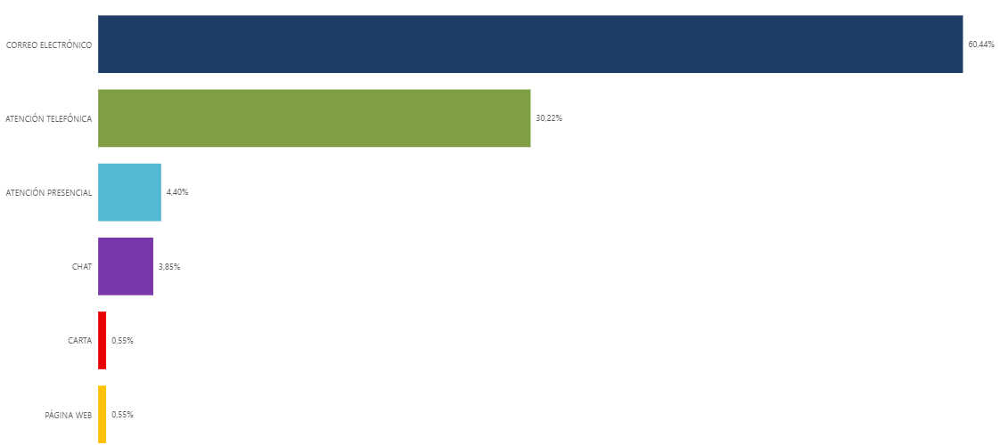 CORREO ELECTRÓNICO 60,44%
ATENCIÓN TELEFÓNICA 30,22%
ATENCIÓN PRESENCIAL 4,40%
CHAT 3,85%
CARTA 0,55%
PÁGINA WEB 0,55%